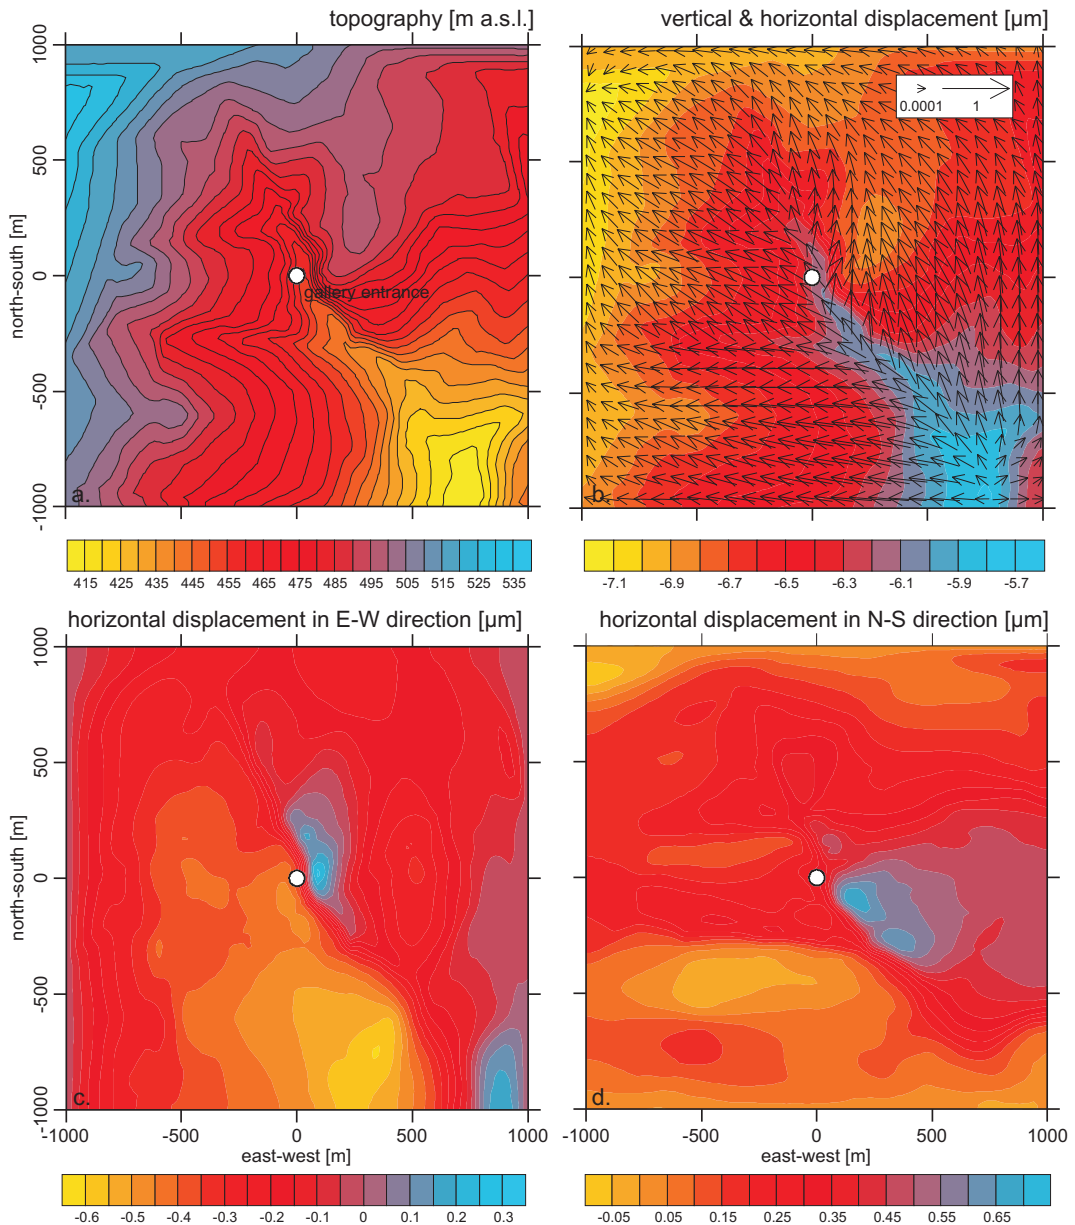 topography [m a.s.l.]
vertical & horizontal displacement [µm]
1000
500
0
-500
-1000
north-south [m]
gallery entrance
a.
0.0001 1
b.
415 425 435 445 455 465 475 485 495 505 515 525 535
-7.1 -6.9 -6.7 -6.5 -6.3 -6.1 -5.9 -5.7
horizontal displacement in E-W direction [µm]
horizontal displacement in N-S direction [µm]
1000
500
0
-500
-1000
north-south [m]
c.
d.
-1000 -500 0 500 1000
-1000 -500 0 500 1000
east-west [m]
east-west [m]
-0.6 -0.5 -0.4 -0.3 -0.2 -0.1 0 0.1 0.2 0.3
-0.05 0.05 0.15 0.25 0.35 0.45 0.55 0.65